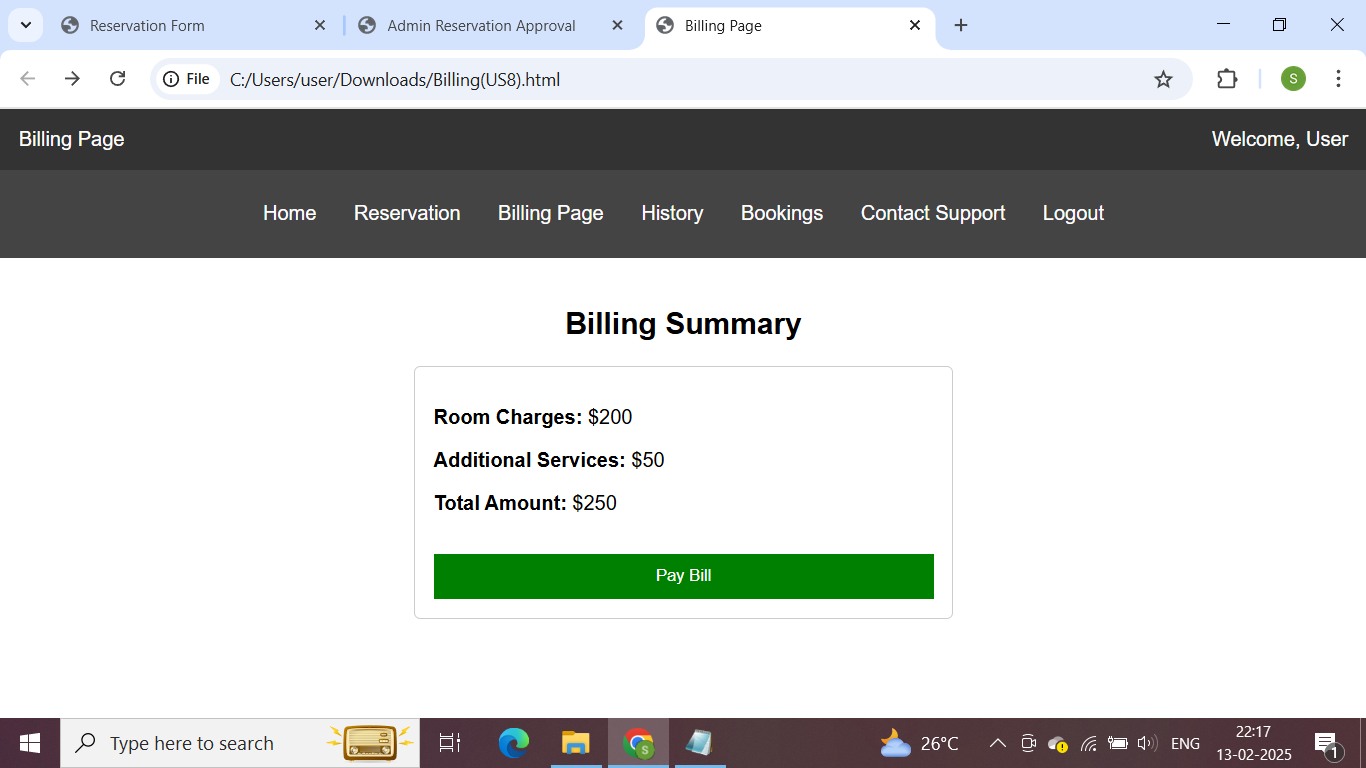 Reservation Form
Admin Reservation Approval
Billing Page
File
C:/Users/user/Downloads/Billing(US8).html
S
Billing Page
Welcome, User
Home
Reservation
Billing Page
History
Bookings
Contact Support
Logout
Billing Summary
Room Charges: $200
Additional Services: $50
Total Amount: $250
Pay Bill
Type here to search
S
26°C
ENG
22:17
13-02-2025
1